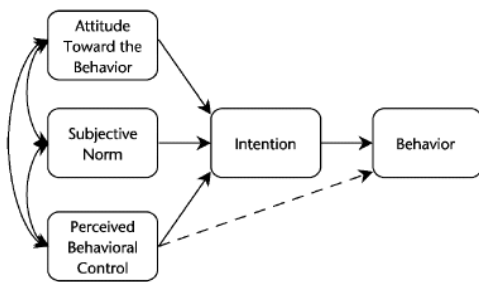 Attitude
Toward the
Behavior
Subjective
Norm
Intention
Behavior
Perceived
Behavioral
Control